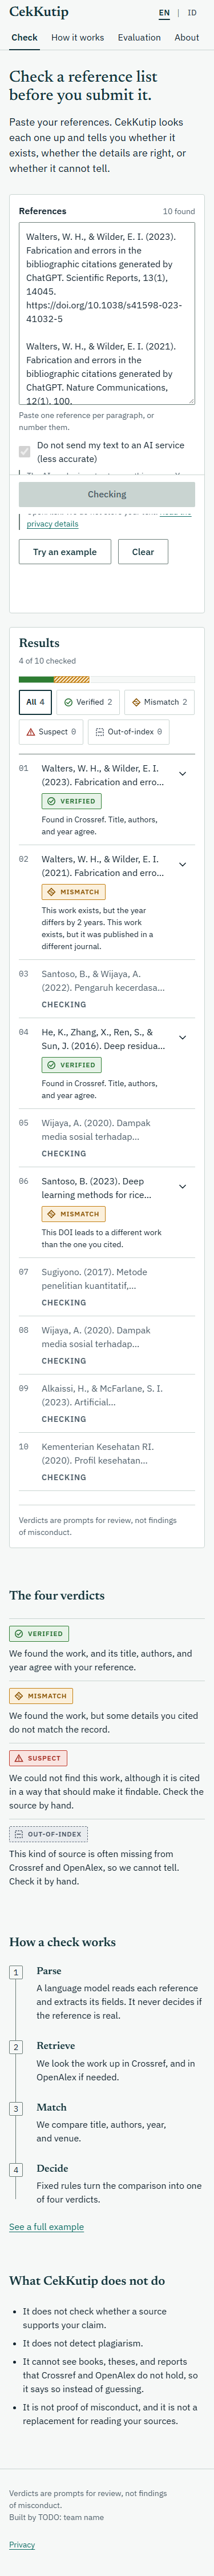 CekKutip
EN | ID
Check How it works Evaluation About
Check a reference list
before you submit it.
Paste your references. CekKutip looks
each one up and tells you whether it
exists, whether the details are right, or
whether it cannot tell.
References 10 found
Walters, W. H., & Wilder, E. I. (2023).
Fabrication and errors in the
bibliographic citations generated by
ChatGPT. Scientific Reports, 13(1),
14045.
https://doi.org/10.1038/s41598-023-
41032-5
Walters, W. H., & Wilder, E. I. (2021).
Fabrication and errors in the
bibliographic citations generated by
ChatGPT. Nature Communications,
12(1), 100.
Paste one reference per paragraph, or
number them.
Do not send my text to an AI service
(less accurate)
Checking
privacy details
Try an example
Clear
Results
4 of 10 checked
All 4
Verified 2
Mismatch 2
Suspect 0
Out-of-index 0
01 Walters, W. H., & Wilder, E. I.
(2023). Fabrication and erro...
VERIFIED
Found in Crossref. Title, authors,
and year agree.
02 Walters, W. H., & Wilder, E. I.
(2021). Fabrication and erro...
MISMATCH
This work exists, but the year
differs by 2 years. This work
exists, but it was published in a
different journal.
03 Santoso, B., & Wijaya, A.
(2022). Pengaruh kecerdasa...
CHECKING
04 He, K., Zhang, X., Ren, S., &
Sun, J. (2016). Deep residua...
VERIFIED
Found in Crossref. Title, authors,
and year agree.
05 Wijaya, A. (2020). Dampak
media sosial terhadap...
CHECKING
06 Santoso, B. (2023). Deep
learning methods for rice...
MISMATCH
This DOI leads to a different work
than the one you cited.
07 Sugiyono. (2017). Metode
penelitian kuantitatif,...
CHECKING
08 Wijaya, A. (2020). Dampak
media sosial terhadap...
CHECKING
09 Alkaissi, H., & McFarlane, S. I.
(2023). Artificial...
CHECKING
10 Kementerian Kesehatan RI.
(2020). Profil kesehatan...
CHECKING
Verdicts are prompts for review, not findings
of misconduct.
The four verdicts
VERIFIED
We found the work, and its title, authors, and
year agree with your reference.
MISMATCH
We found the work, but some details you cited
do not match the record.
SUSPECT
We could not find this work, although it is cited
in a way that should make it findable. Check the
source by hand.
OUT-OF-INDEX
This kind of source is often missing from
Crossref and OpenAlex, so we cannot tell.
Check it by hand.
How a check works
1 Parse
A language model reads each reference
and extracts its fields. It never decides if
the reference is real.
2 Retrieve
We look the work up in Crossref, and in
OpenAlex if needed.
3 Match
We compare title, authors, year,
and venue.
4 Decide
Fixed rules turn the comparison into one
of four verdicts.
See a full example
What CekKutip does not do
• It does not check whether a source
supports your claim.
• It does not detect plagiarism.
• It cannot see books, theses, and reports
that Crossref and OpenAlex do not hold, so
it says so instead of guessing.
• It is not proof of misconduct, and it is not a
replacement for reading your sources.
Verdicts are prompts for review, not findings
of misconduct.
Built by TODO: team name
Privacy